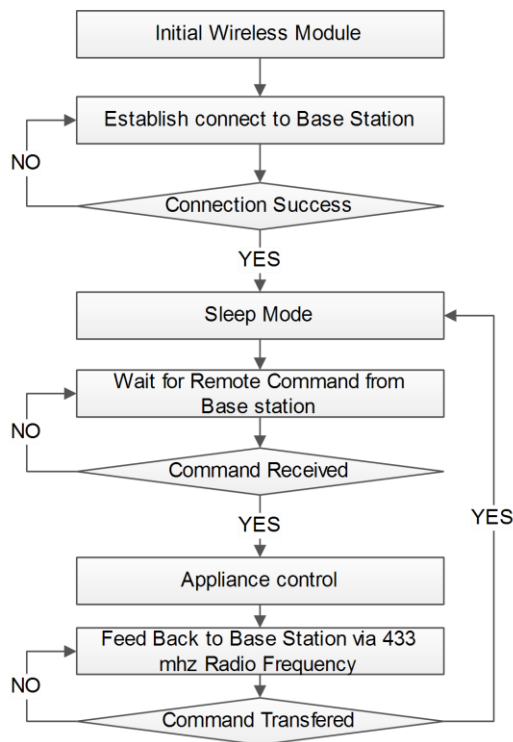 Initial Wireless Module
Establish connect to Base Station
NO
Connection Success
YES
Sleep Mode
Wait for Remote Command from
Base station
NO
Command Received
YES
YES
Appliance control
Feed Back to Base Station via 433
mhz Radio Frequency
NO
Command Transfered